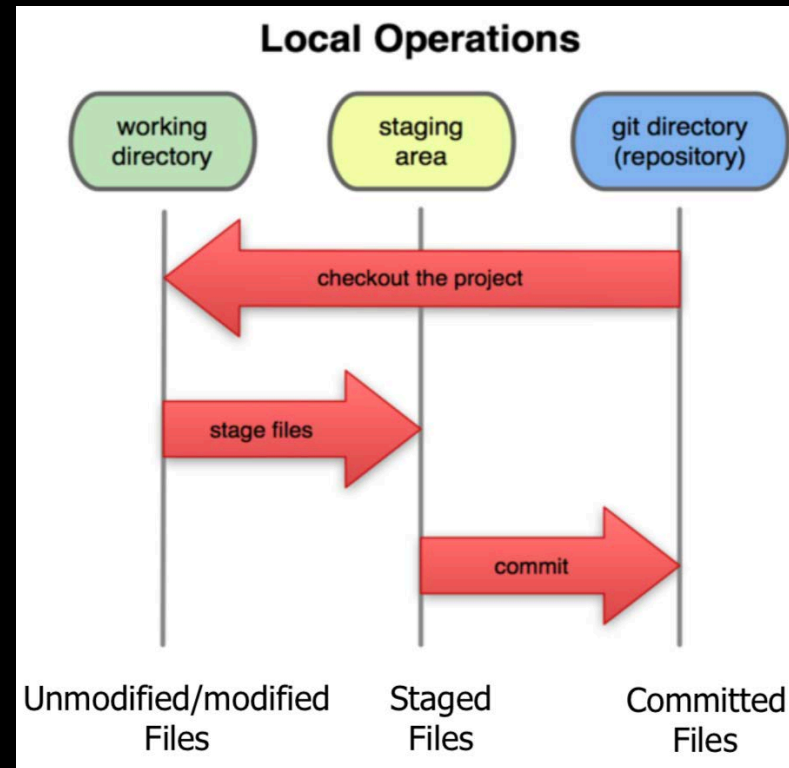 Local Operations
working
directory
staging
area
git directory
(repository)
checkout the project
stage files
commit
Unmodified/modified
Files
Staged
Files
Committed
Files